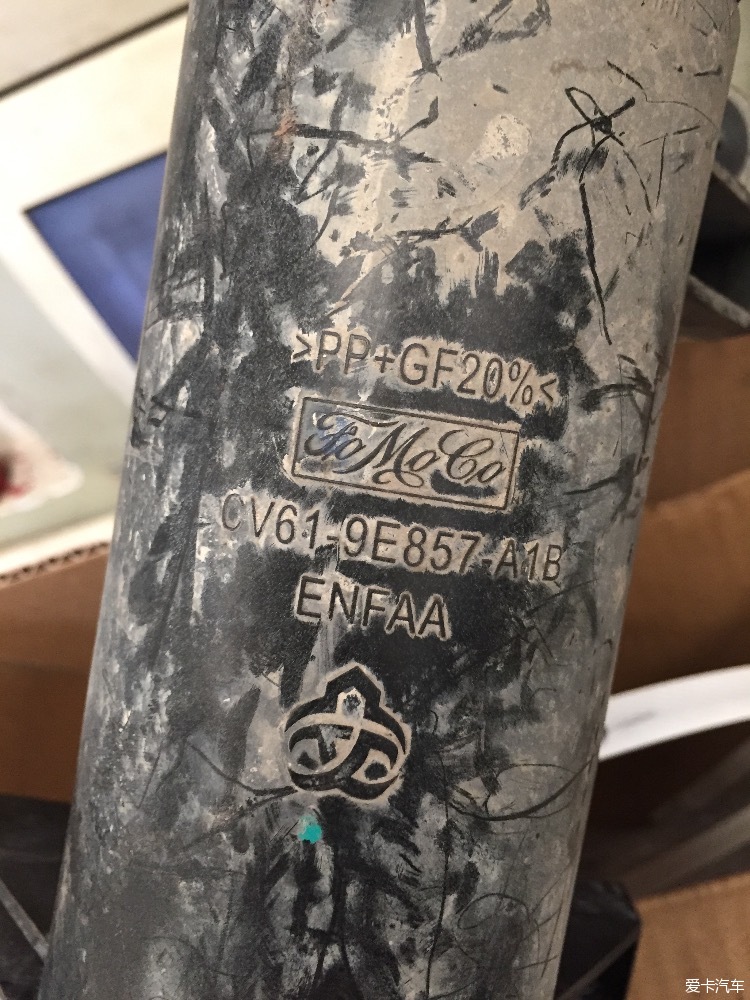 >PP+GF20%<
FoMoCo
CV61-9E857-A1B
ENFAA
爱卡汽车